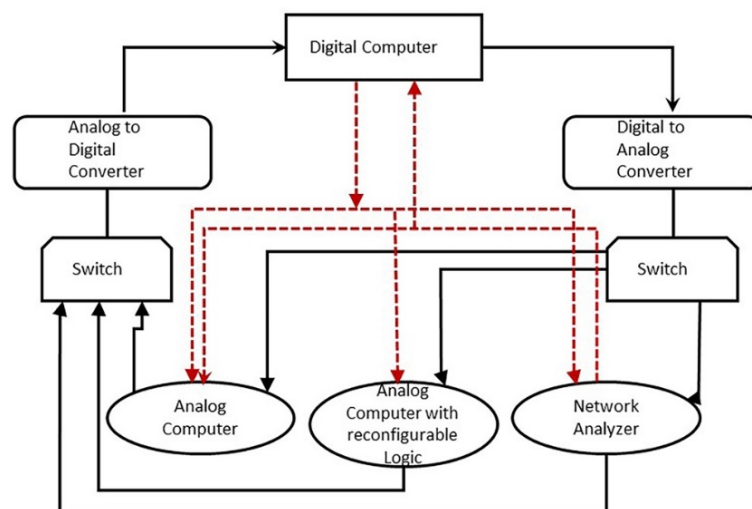 Digital Computer
Analog to
Digital
Converter
Digital to
Analog
Converter
Switch
Switch
Analog
Computer
Analog
Computer with
reconfigurable
Logic
Network
Analyzer